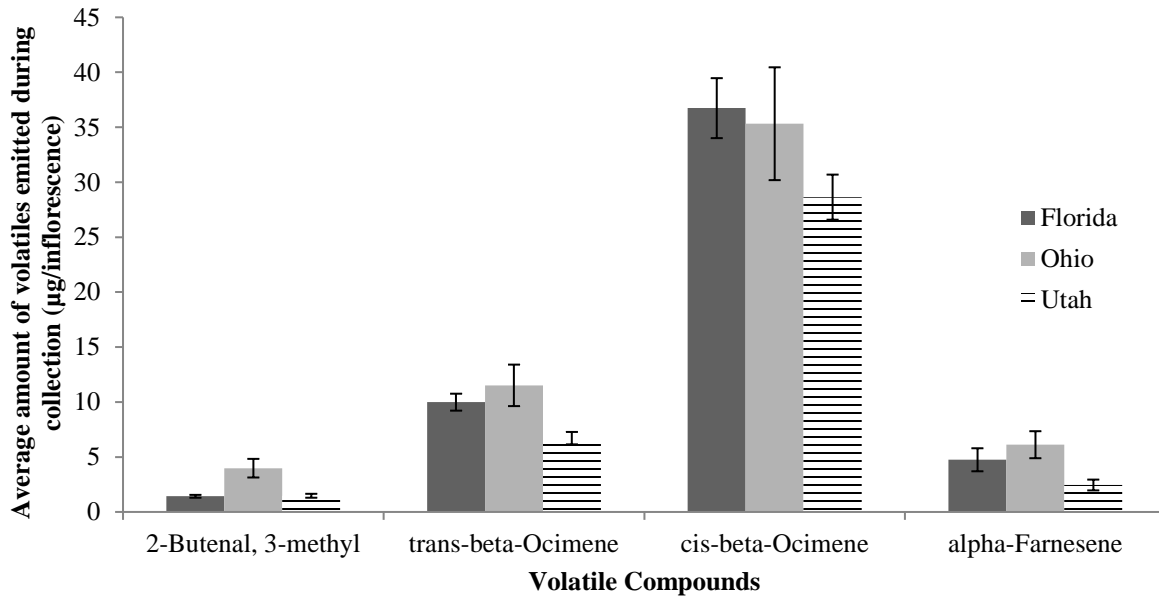 Average amount of volatiles emitted during
collection (µg/inflorescence)
45
40
35
30
25
20
15
10
5
0
Florida
Ohio
Utah
2-Butenal, 3-methyl trans-beta-Ocimene cis-beta-Ocimene alpha-Farnesene
Volatile Compounds